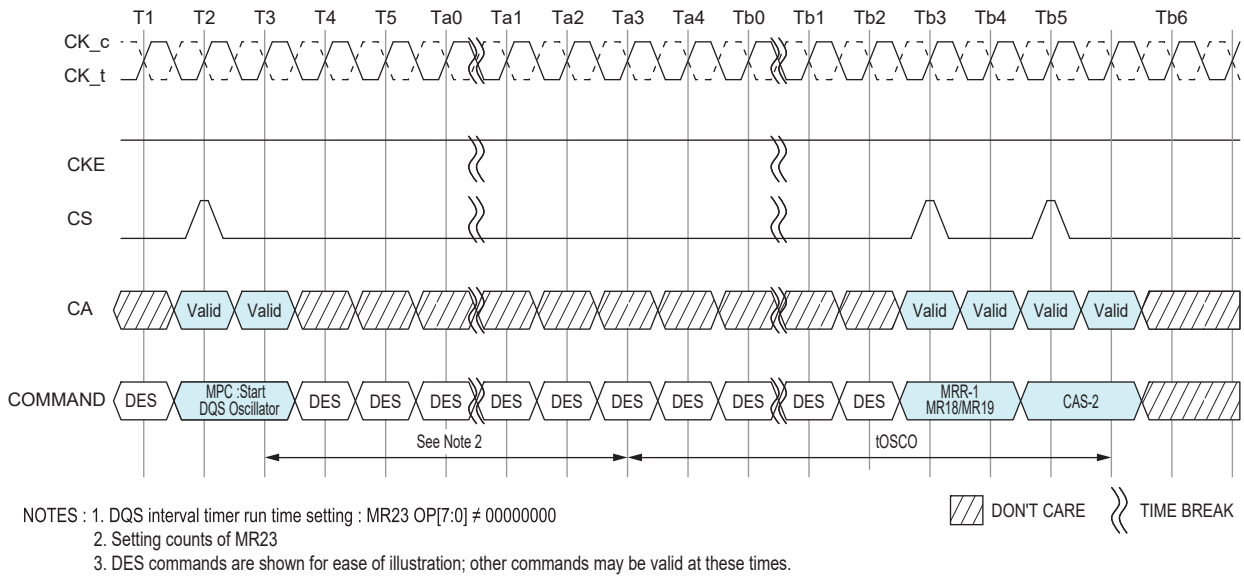 T1 T2 T3 T4 T5 Ta0 Ta1 Ta2 Ta3 Ta4 Tb0 Tb1 Tb2 Tb3 Tb4 Tb5 Tb6
CK_c
CK_t
CKE
CS
CA Valid Valid Valid Valid Valid Valid
COMMAND DES MPC :Start DES DES DES DES DES DES DES DES DES DES MRR-1 CAS-2
DQS Oscillator MR18/MR19
See Note 2 tOSCO
NOTES : 1. DQS interval timer run time setting : MR23 OP[7:0] ≠ 00000000
2. Setting counts of MR23
3. DES commands are shown for ease of illustration; other commands may be valid at these times.
DON'T CARE TIME BREAK